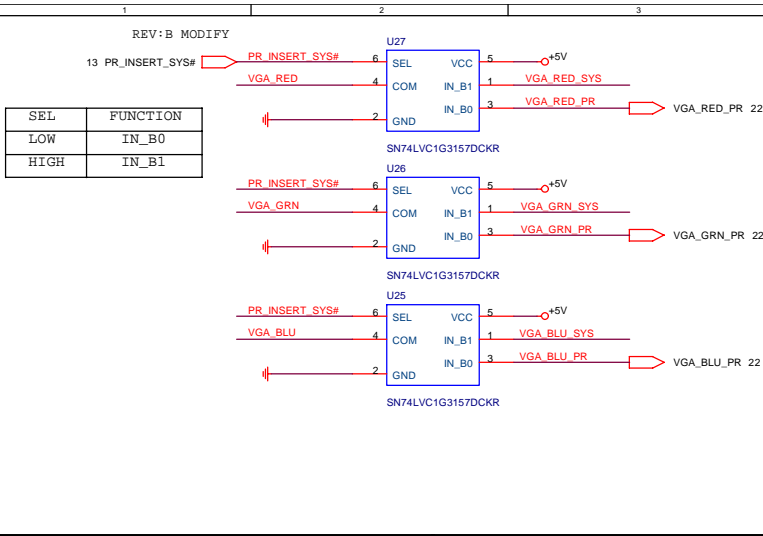 1 2 3
REV:B MODIFY
13 PR_INSERT_SYS#
SEL FUNCTION
LOW IN_B0
HIGH IN_B1
U27
PR_INSERT_SYS# 6 SEL VCC 5 +5V
VGA_RED 4 COM IN_B1 1 VGA_RED_SYS
IN_B0 3 VGA_RED_PR VGA_RED_PR 22
2 GND
SN74LVC1G3157DCKR
U26
PR_INSERT_SYS# 6 SEL VCC 5 +5V
VGA_GRN 4 COM IN_B1 1 VGA_GRN_SYS
IN_B0 3 VGA_GRN_PR VGA_GRN_PR 22
2 GND
SN74LVC1G3157DCKR
U25
PR_INSERT_SYS# 6 SEL VCC 5 +5V
VGA_BLU 4 COM IN_B1 1 VGA_BLU_SYS
IN_B0 3 VGA_BLU_PR VGA_BLU_PR 22
2 GND
SN74LVC1G3157DCKR